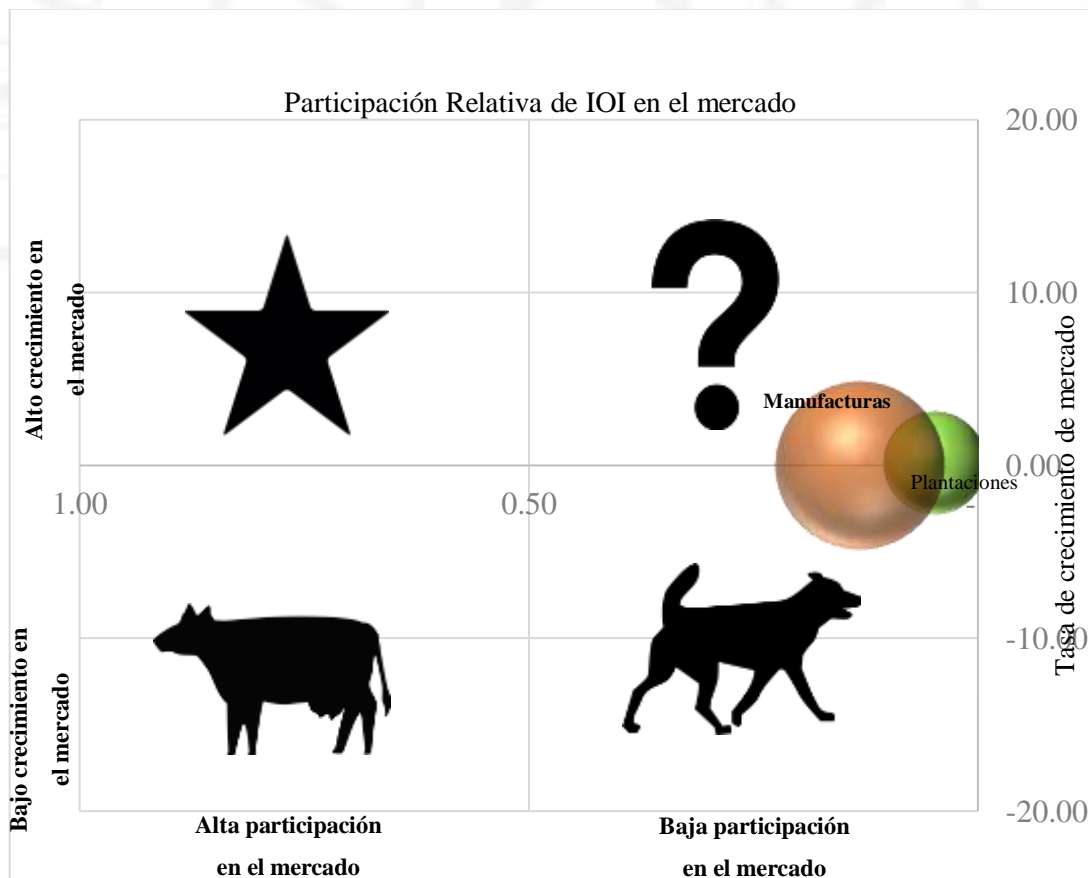 Participación Relativa de IOI en el mercado
20.00
Alto crecimiento en
el mercado
10.00
Manufacturas
Tasa de crecimiento de mercado
0.00
Plantaciones
1.00
0.50
-
-10.00
Bajo crecimiento en
el mercado
-20.00
Alta participación
en el mercado
Baja participación
en el mercado